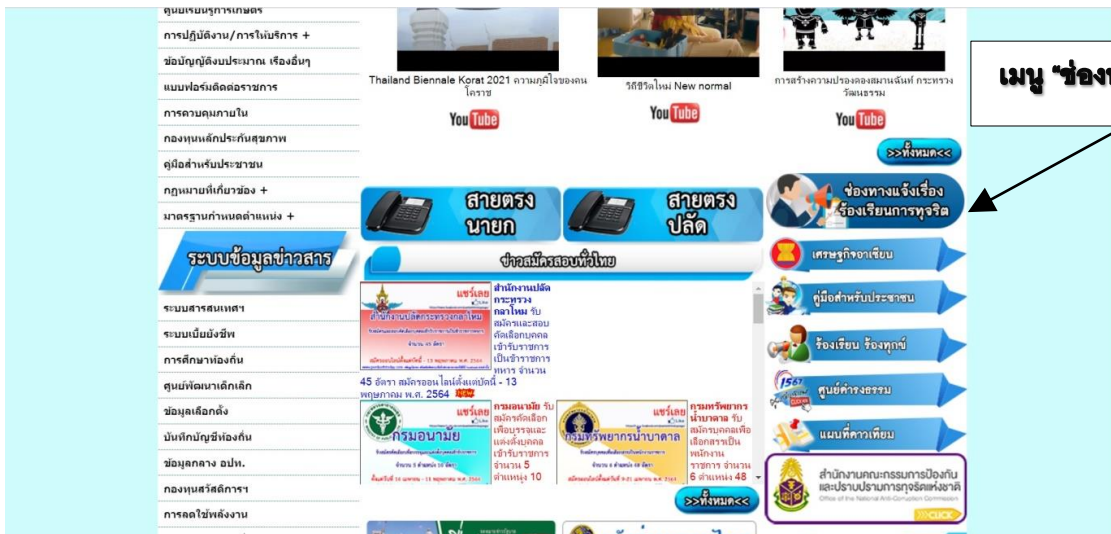 การปฏิบัติงาน/การให้บริการ +
ข้อบัญญัติงบประมาณ เรื่องอื่นๆ
แบบฟอร์มติดต่อราชการ
การควบคุมภายใน
กองทุนหลักประกันสุขภาพ
คู่มือสำหรับประชาชน
กฎหมายที่เกี่ยวข้อง +
มาตรฐานกำหนดตำแหน่ง +
ระบบข้อมูลข่าวสาร
ระบบสารสนเทศฯ
ระบบเบี้ยยังชีพ
การศึกษาท้องถิ่น
ศูนย์พัฒนาเด็กเล็ก
ข้อมูลเลือกตั้ง
บันทึกบัญชีท้องถิ่น
ข้อมูลกลาง อปท.
กองทุนสวัสดิการฯ
การลดใช้พลังงาน
Thailand Biennale Korat 2021 ความภูมิใจของคน
โคราช
YouTube
วิถีชีวิตใหม่ New normal
YouTube
การสร้างความปรองดองสมานฉันท์ กระทรวง
วัฒนธรรม
YouTube
>>ทั้งหมด<<
สายตรง
นายก
สายตรง
ปลัด
ข่าวสมัครสอบทั่วไทย
แชร์เลย
สำนักงานปลัดกระทรวงกลาโหม
จำนวน 45 อัตรา
สำนักงานปลัด
กระทรวง
กลาโหม รับ
สมัครและสอบ
คัดเลือกบุคคล
เข้ารับราชการ
เป็นข้าราชการ
ทหาร จำนวน
45 อัตรา สมัครออนไลน์ตั้งแต่บัดนี้ - 13
พฤษภาคม พ.ศ. 2564 NEW
แชร์เลย
กรมอนามัย
กรมอนามัย รับ
สมัครคัดเลือก
เพื่อบรรจุและ
แต่งตั้งบุคคล
เข้ารับราชการ
จำนวน 5
ตำแหน่ง 10
แชร์เลย
กรมทรัพยากรน้ำบาดาล
กรมทรัพยากร
น้ำบาดาล รับ
สมัครบุคคลเพื่อ
เลือกสรรเป็น
พนักงาน
ราชการ จำนวน
6 ตำแหน่ง 48
>>ทั้งหมด<<
ช่องทางแจ้งเรื่อง
ร้องเรียนการทุจริต
เศรษฐกิจอาเซียน
คู่มือสำหรับประชาชน
ร้องเรียน ร้องทุกข์
1567
ศูนย์ดำรงธรรม
แผนที่ดาวเทียม
สำนักงานคณะกรรมการป้องกัน
และปราบปรามการทุจริตแห่งชาติ
Office of the National Anti-Corruption Commission
CLICK
เมนู "ช่อง